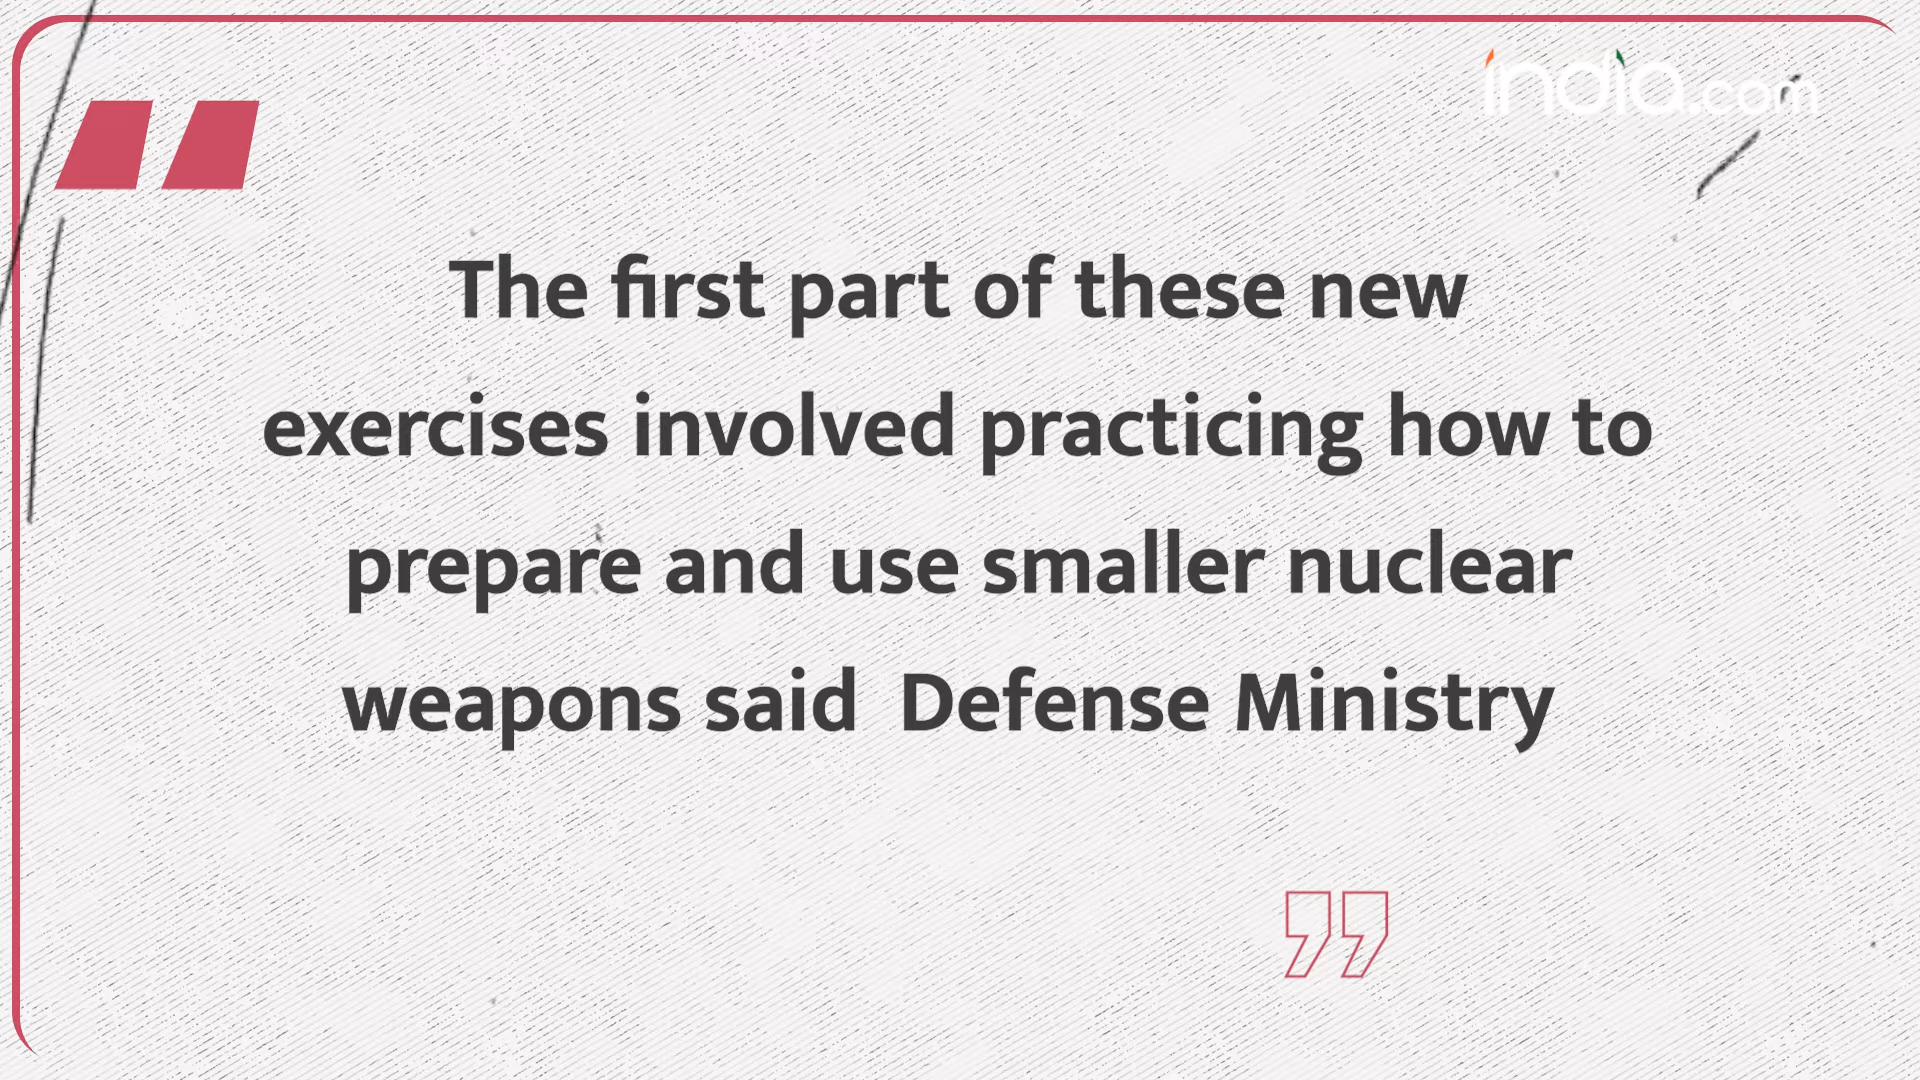 india.com
The first part of these new
exercises involved practicing how to
prepare and use smaller nuclear
weapons said  Defense Ministry